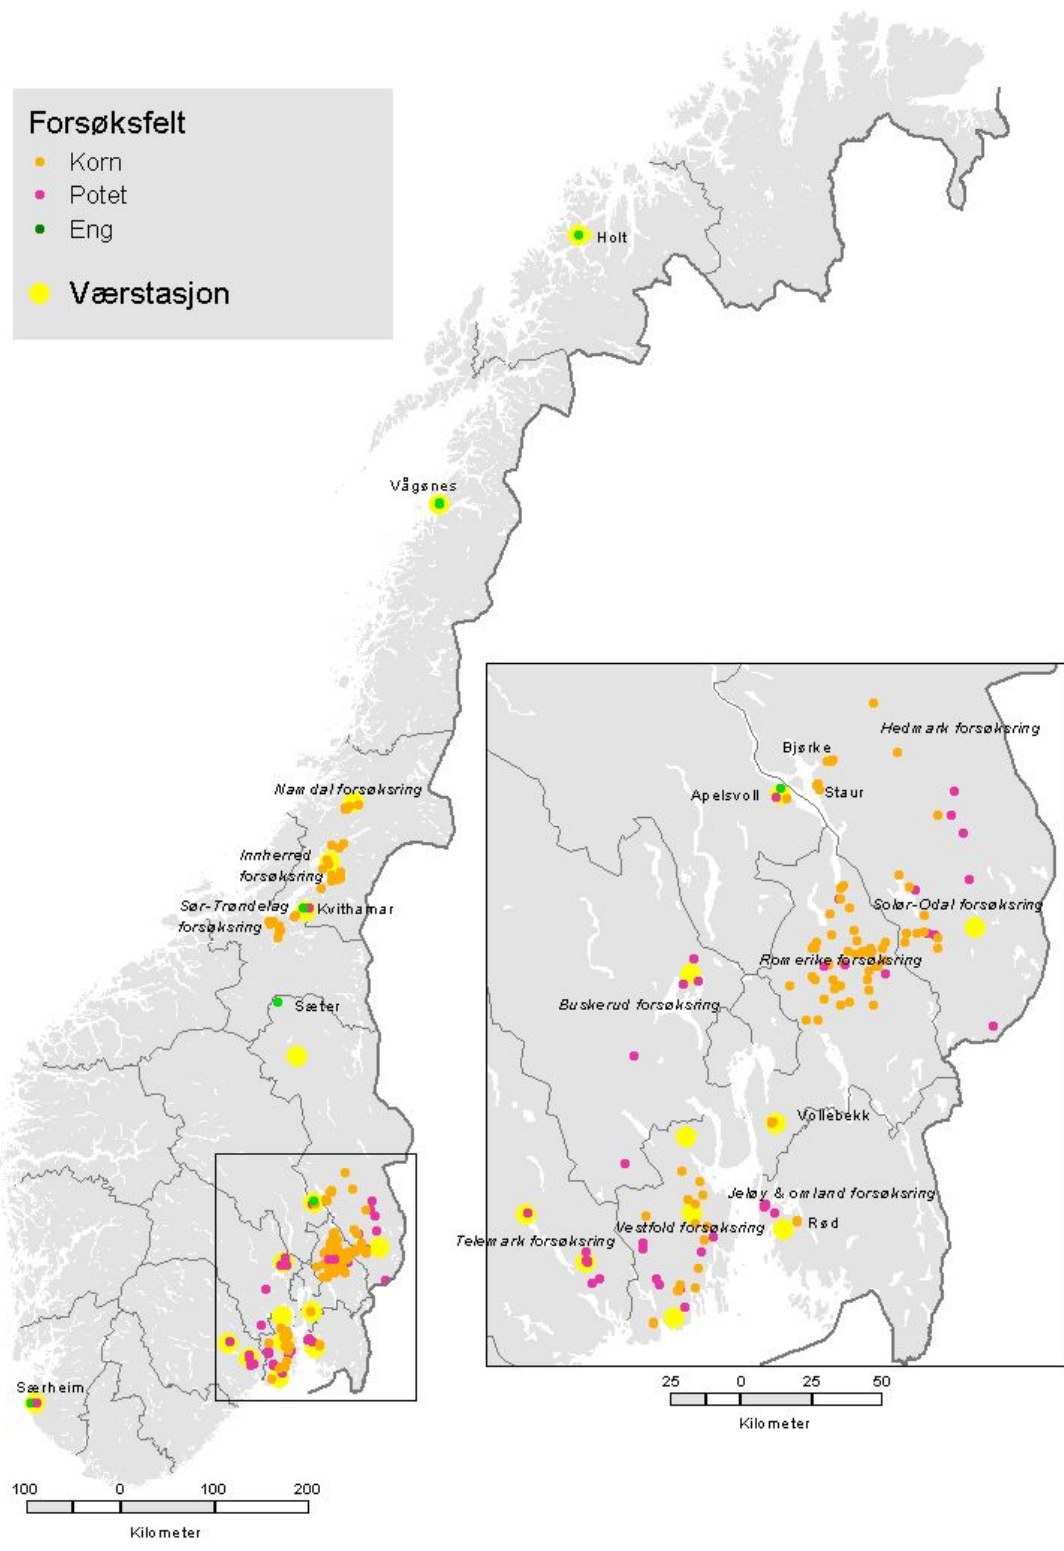 Forsøksfelt
Korn
Potet
Eng
Værstasjon
Holt
Vågønes
Namdal forsøksring
Innherred
forsøksring
Sør-Trøndelag
forsøksring
Kvithamar
Sæter
Særheim
100 0 100 200
Kilometer
Hedmark forsøksring
Bjørke
Apelsvoll
Staur
Solør-Odal forsøksring
Romerike forsøksring
Buskerud forsøksring
Vollebekk
Jeløy & omland forsøksring
Rød
Vestfold forsøksring
Telemark forsøksring
25 0 25 50
Kilometer